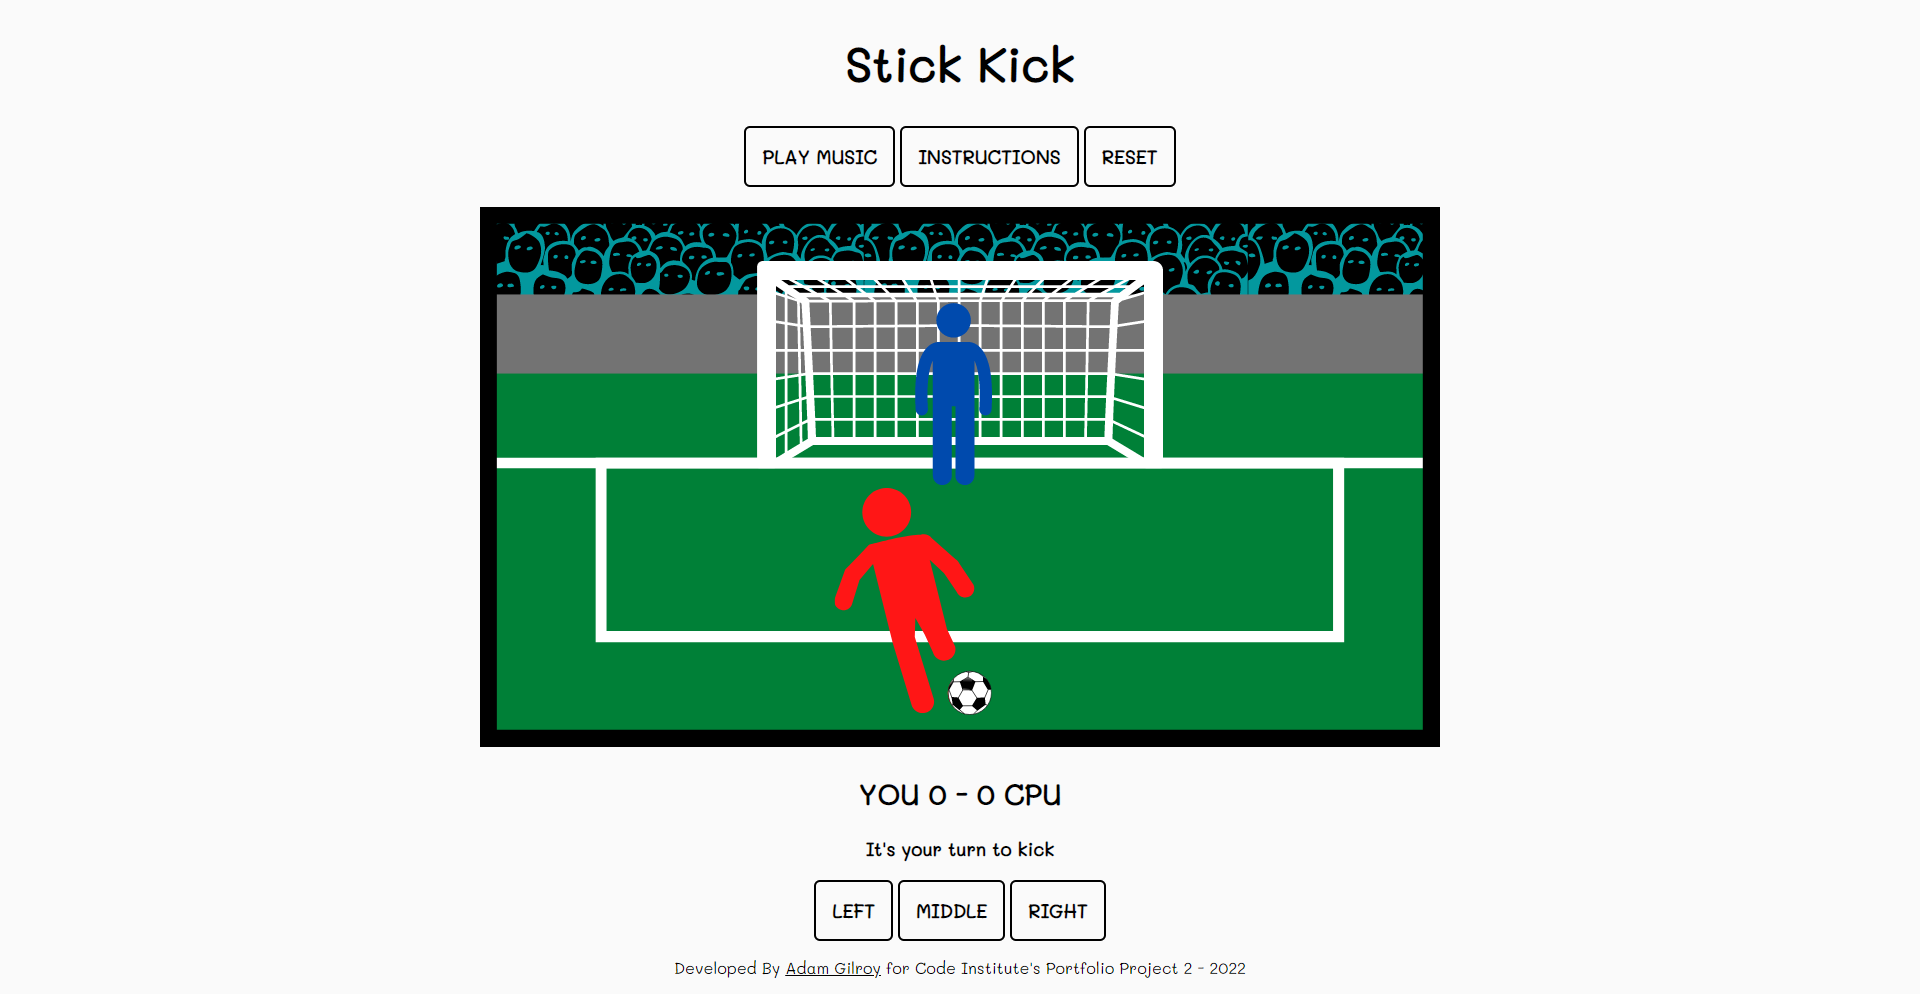 Stick Kick
PLAY MUSIC INSTRUCTIONS RESET
YOU 0 - 0 CPU
It's your turn to kick
LEFT MIDDLE RIGHT
Developed By Adam Gilroy for Code Institute's Portfolio Project 2 - 2022